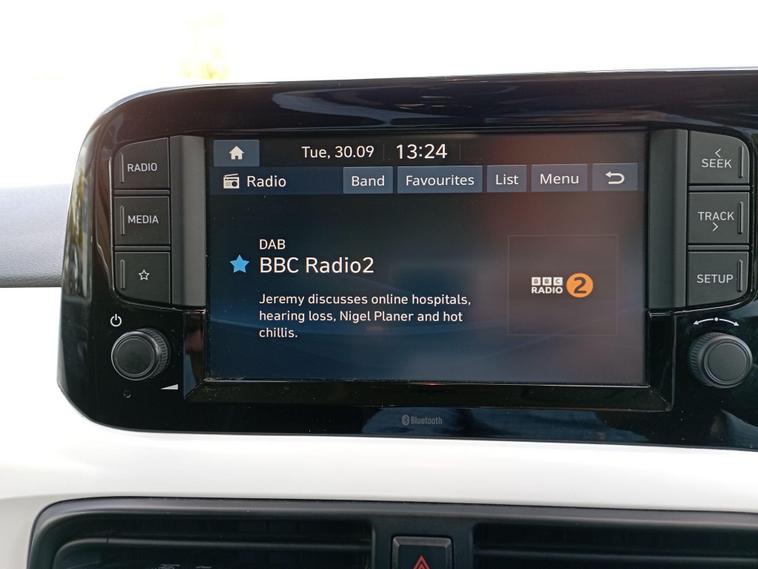 RADIO
MEDIA
Tue, 30.09 13:24
Radio Band Favourites List Menu
DAB
BBC Radio2
Jeremy discusses online hospitals,
hearing loss, Nigel Planer and hot
chillis.
BBC
RADIO 2
< SEEK
TRACK >
SETUP
Bluetooth